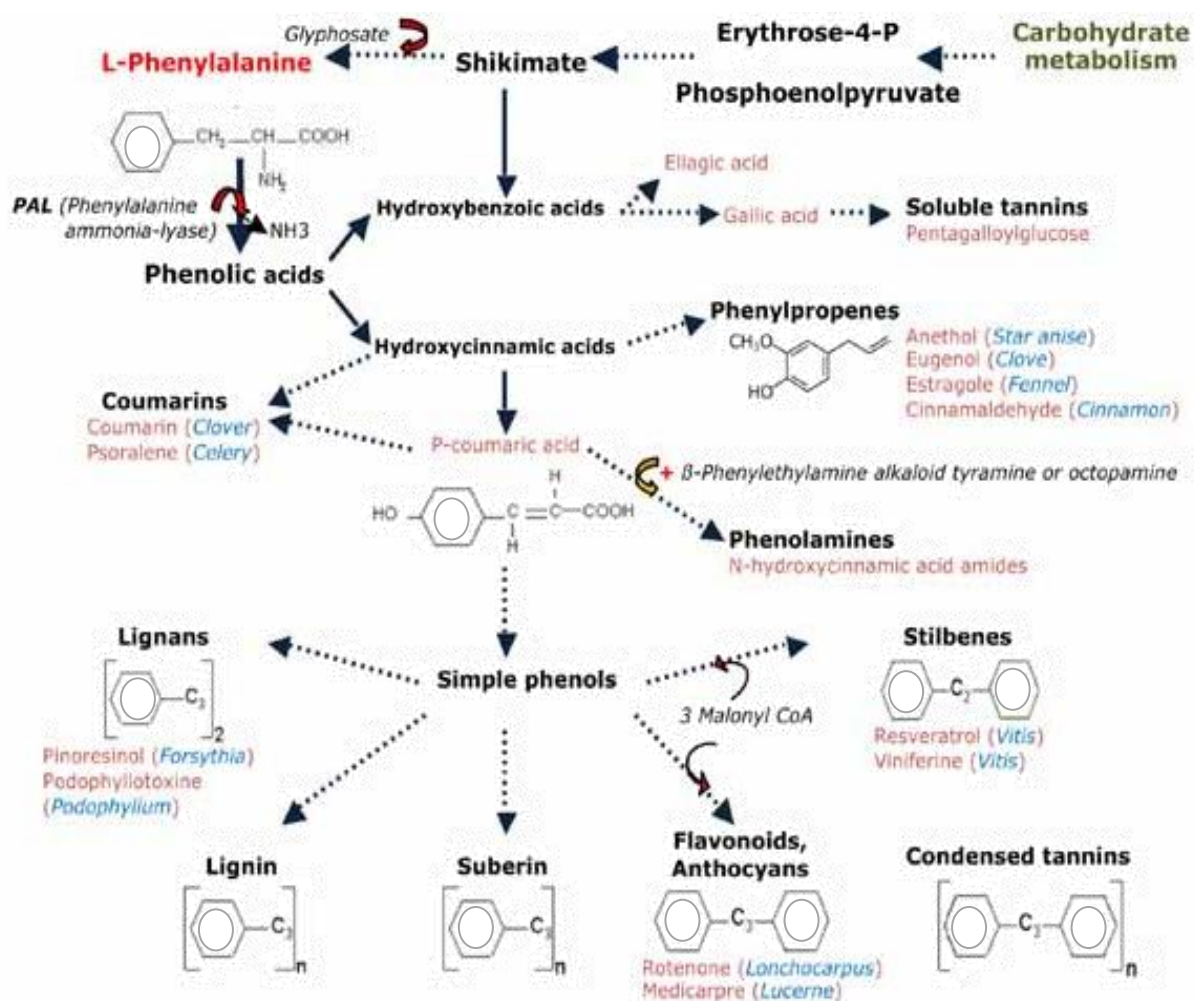 Glyphosate
L-Phenylalanine
Shikimate
Erythrose-4-P
Phosphoenolpyruvate
Carbohydrate
metabolism
CH2 CH COOH
NH2
PAL (Phenylalanine
ammonia-lyase)
NH3
Phenolic acids
Hydroxybenzoic acids
Ellagic acid
Gallic acid
Soluble tannins
Pentagalloylglucose
Hydroxycinnamic acids
Phenylpropenes
CH3O
HO
Anethol (Star anise)
Eugenol (Clove)
Estragole (Fennel)
Cinnamaldehyde (Cinnamon)
Coumarins
Coumarin (Clover)
Psoralene (Celery)
P-coumaric acid
+ ß-Phenylethylamine alkaloid tyramine or octopamine
H
HO C C COOH
H
Phenolamines
N-hydroxycinnamic acid amides
Lignans
C3
2
Pinoresinol (Forsythia)
Podophyllotoxine
(Podophylium)
Simple phenols
3 Malonyl CoA
Stilbenes
C2
Resveratrol (Vitis)
Viniferine (Vitis)
Lignin
C3
n
Suberin
C3
n
Flavonoids,
Anthocyans
C3
Rotenone (Lonchocarpus)
Medicarpre (Lucerne)
Condensed tannins
C3
n